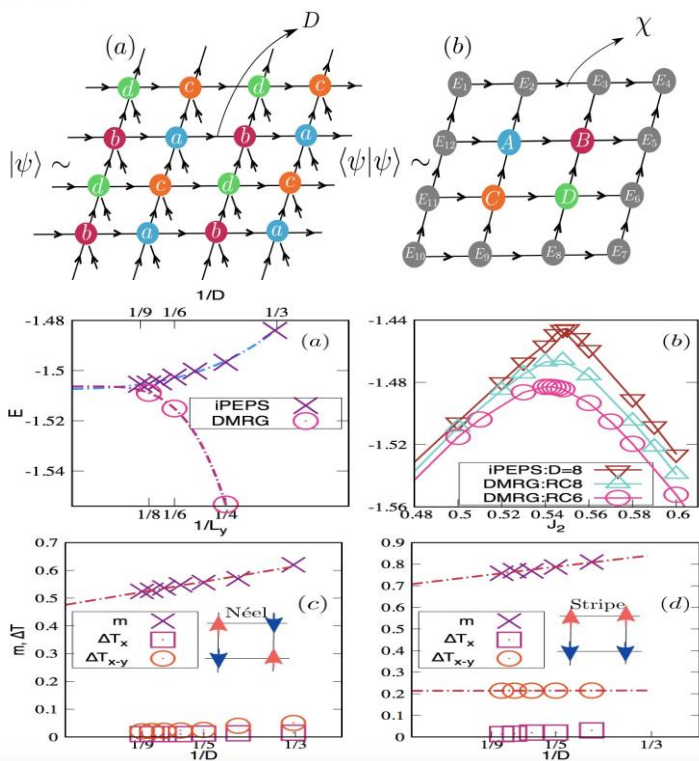 (a) D (b) χ
d c d c E₁ E₂ E₃ E₄
b a b a E₁₂ A B E₅
|ψ⟩ ∼ ⟨ψ|ψ⟩ ∼
d c d c E₁₁ C D E₆
b a b a E₁₀ E₉ E₈ E₇
1/D
1/9 1/6 1/3
-1.48 (a)
-1.5
E
iPEPS
DMRG
-1.52
-1.54
1/8 1/6 1/4
1/Ly
-1.44 (b)
-1.48
-1.52
iPEPS:D=8
DMRG:RC8
DMRG:RC6
-1.56
0.48 0.5 0.52 0.54 0.56 0.58 0.6
J₂
0.7
0.6
0.5
0.4
0.3
0.2
0.1
0
m, ΔT
(c)
m
ΔTₓ
ΔTₓ₋ᵧ
Néel
1/9 1/5 1/3
1/D
0.9
0.8
0.7
0.6
0.5
0.4
0.3
0.2
0.1
0
(d)
m
ΔTₓ
ΔTₓ₋ᵧ
Stripe
1/9 1/5 1/3
1/D